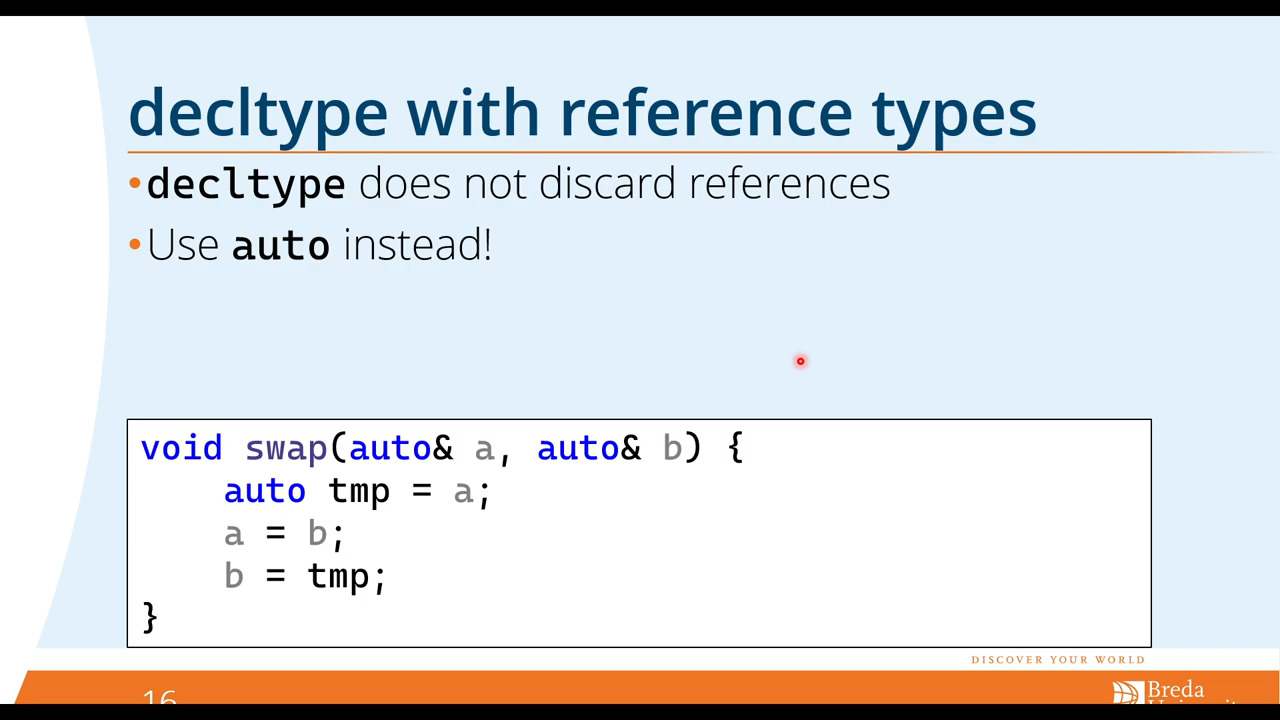 decltype with reference types
•decltype does not discard references
•Use auto instead!
void swap(auto& a, auto& b) {
    auto tmp = a;
    a = b;
    b = tmp;
}
DISCOVER YOUR WORLD
16
Breda